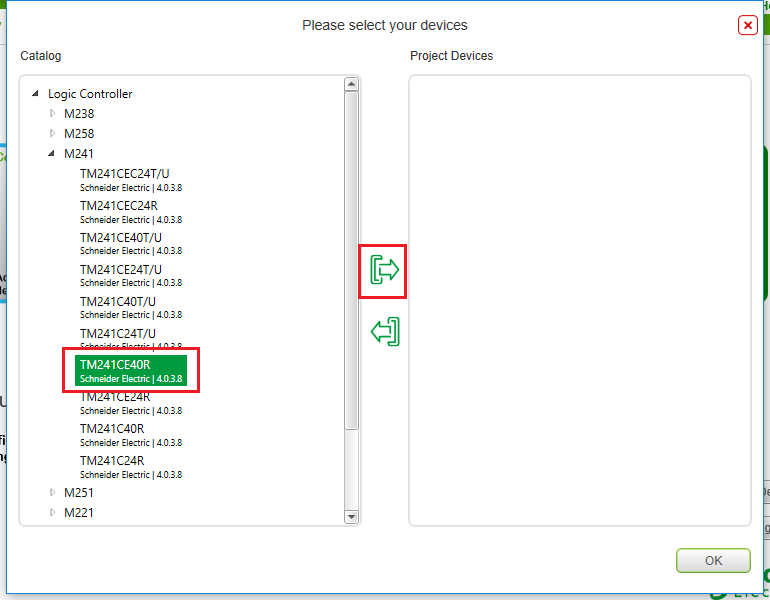 Please select your devices
Catalog
Project Devices
Logic Controller
M238
M258
M241
TM241CEC24T/U
Schneider Electric | 4.0.3.8
TM241CEC24R
Schneider Electric | 4.0.3.8
TM241CE40T/U
Schneider Electric | 4.0.3.8
TM241CE24T/U
Schneider Electric | 4.0.3.8
TM241C40T/U
Schneider Electric | 4.0.3.8
TM241C24T/U
Schneider Electric | 4.0.3.8
TM241CE40R
Schneider Electric | 4.0.3.8
TM241CE24R
Schneider Electric | 4.0.3.8
TM241C40R
Schneider Electric | 4.0.3.8
TM241C24R
Schneider Electric | 4.0.3.8
M251
M221
OK